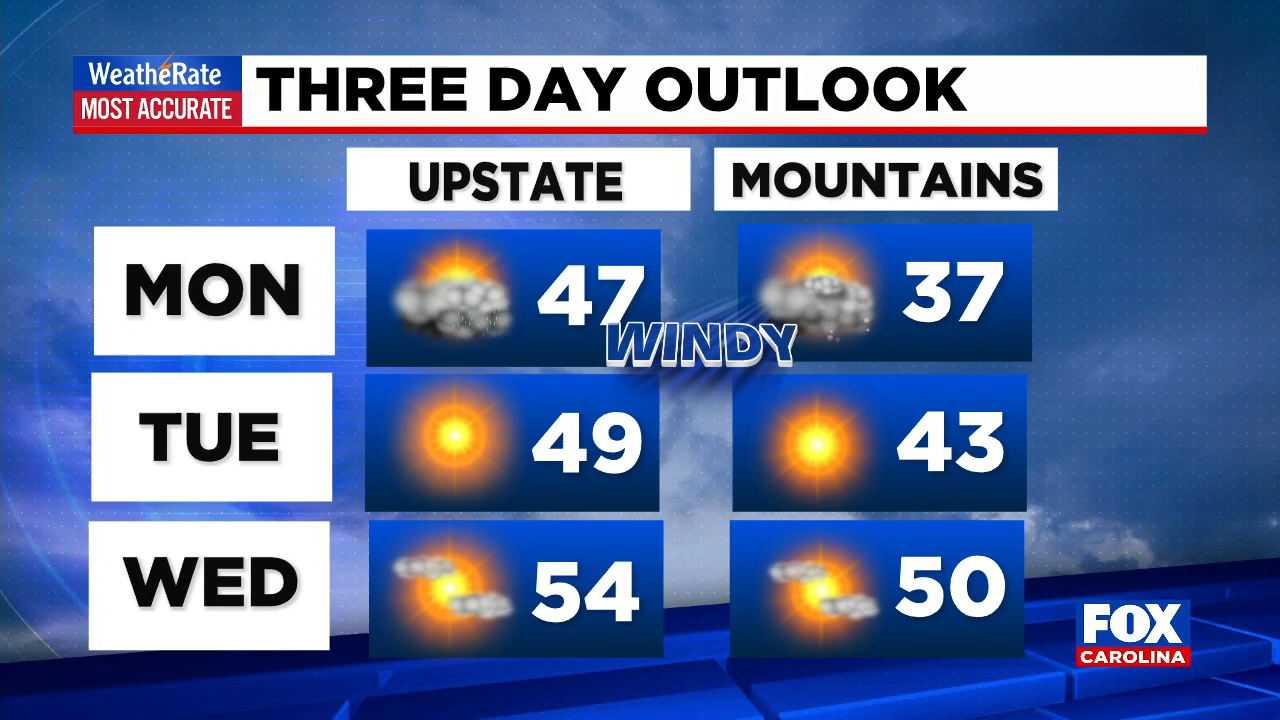 WeatheRate
MOST ACCURATE
THREE DAY OUTLOOK
UPSTATE
MOUNTAINS
MON
47
37
WINDY
TUE
49
43
WED
54
50
FOX
CAROLINA